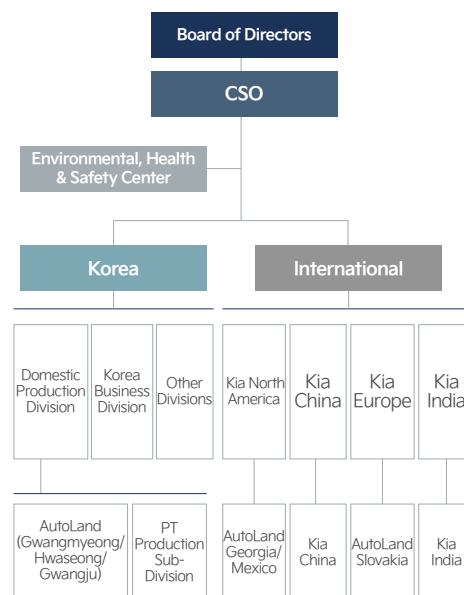 Board of Directors
CSO
Environmental, Health
& Safety Center
Korea
International
Domestic
Production
Division
Korea
Business
Division
Other
Divisions
Kia North
America
Kia
China
Kia
Europe
Kia
India
AutoLand
(Gwangmyeong/
Hwaseong/
Gwangju)
PT
Production
Sub-
Division
AutoLand
Georgia/
Mexico
Kia
China
AutoLand
Slovakia
Kia
India